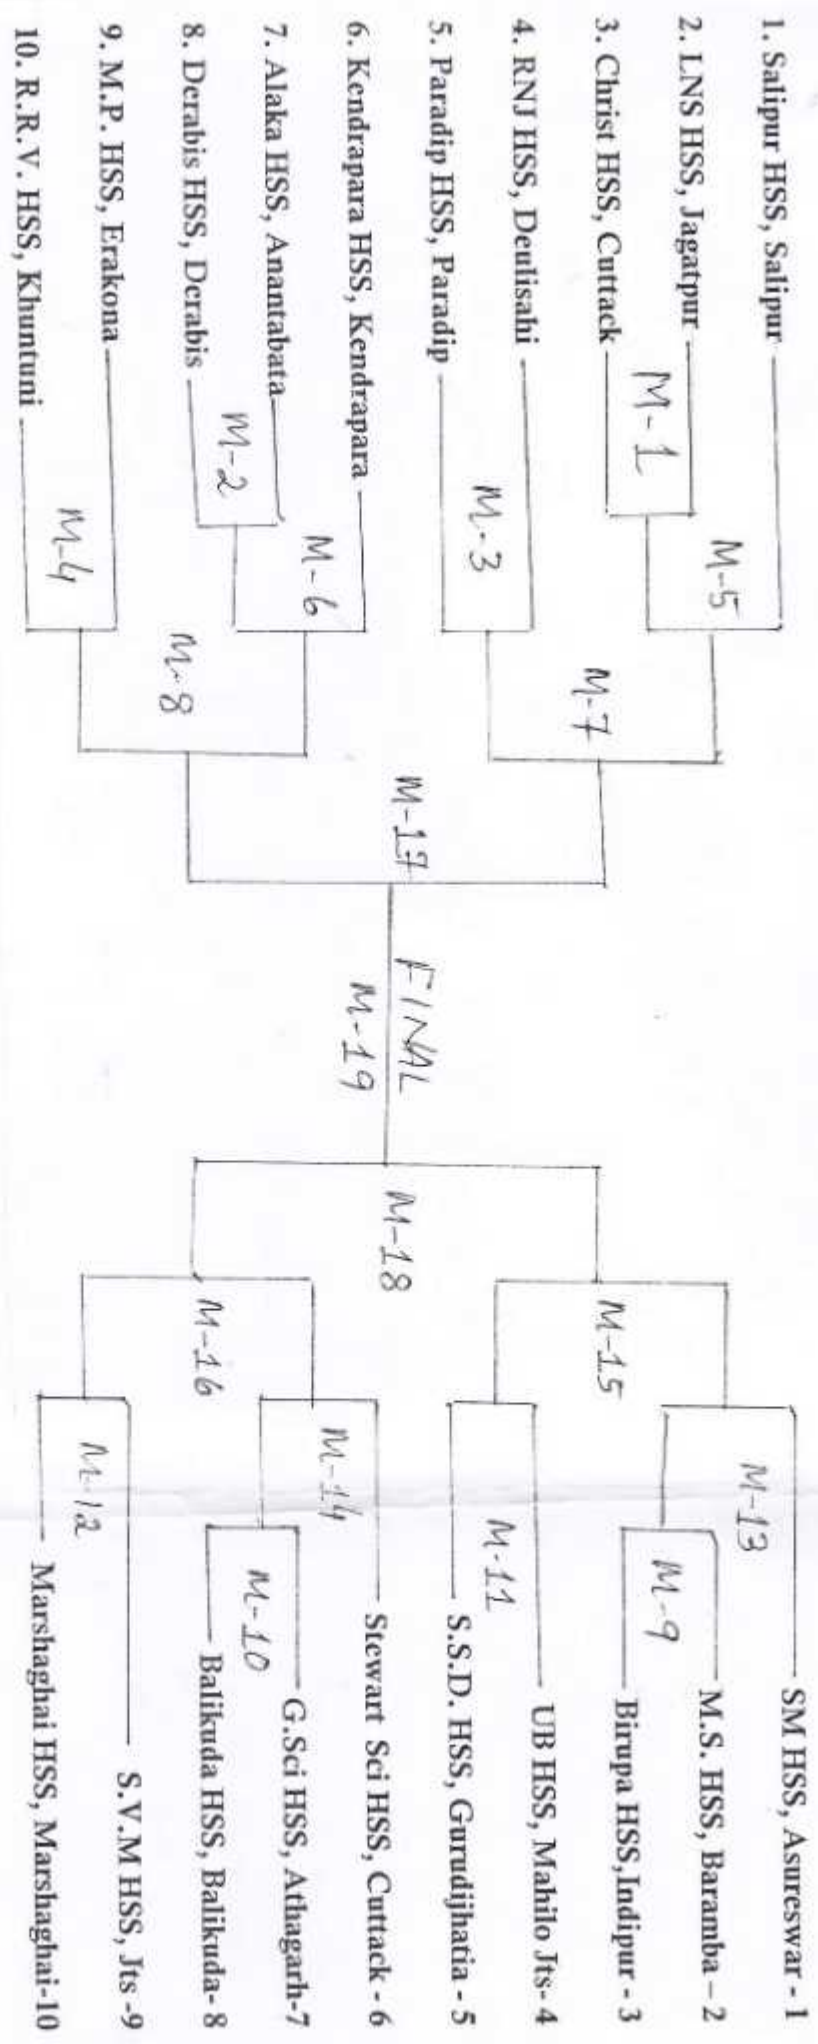 1. Salipur HSS, Salipur
2. LNS HSS, Jagatpur
3. Christ HSS, Cuttack
4. RNJ HSS, Deulisahi
5. Paradip HSS, Paradip
6. Kendrapara HSS, Kendrapara
7. Alaka HSS, Anantabata
8. Derabis HSS, Derabis
9. M.P. HSS, Erakona
10. R.R.V. HSS, Khuntuni
M-1
M-5
M-3
M-7
M-6
M-2
M-8
M-4
M-17
FINAL
M-19
M-18
M-13
M-9
M-15
M-11
M-14
M-10
M-16
M-12
SM HSS, Asureswar - 1
M.S. HSS, Baramba – 2
Birupa HSS,Indipur - 3
UB HSS, Mahilo Jts- 4
S.S.D. HSS, Gurudijhatia - 5
Stewart Sci HSS, Cuttack - 6
G.Sci HSS, Athagarh-7
Balikuda HSS, Balikuda- 8
S.V.M HSS, Jts -9
Marshaghai HSS, Marshaghai-10